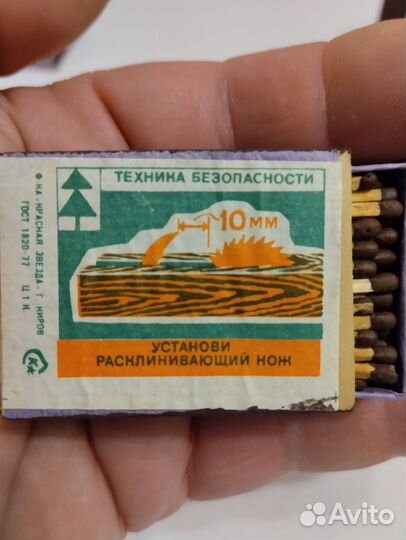 ТЕХНИКА БЕЗОПАСНОСТИ
10 ММ
УСТАНОВИ
РАСКЛИНИВАЮЩИЙ НОЖ
Ф-КА „КРАСНАЯ ЗВЕЗДА" Г. КИРОВ
ГОСТ 1820-77 Ц 1 К.
Avito